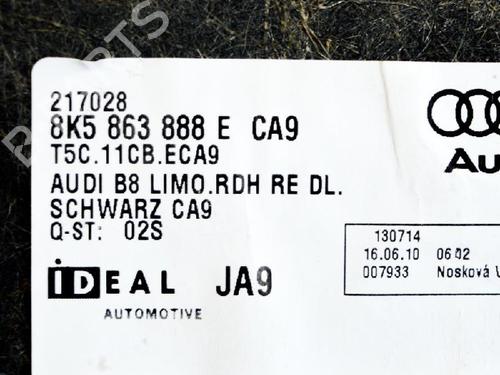 217028
8K5 863 888 E CA9
T5C.11CB.ECA9
AUDI B8 LIMO.RDH RE DL.
SCHWARZ CA9
Q-ST: 02S
IDEAL JA9
AUTOMOTIVE
Au
130714
16.06.10 06:02
007933 Nosková